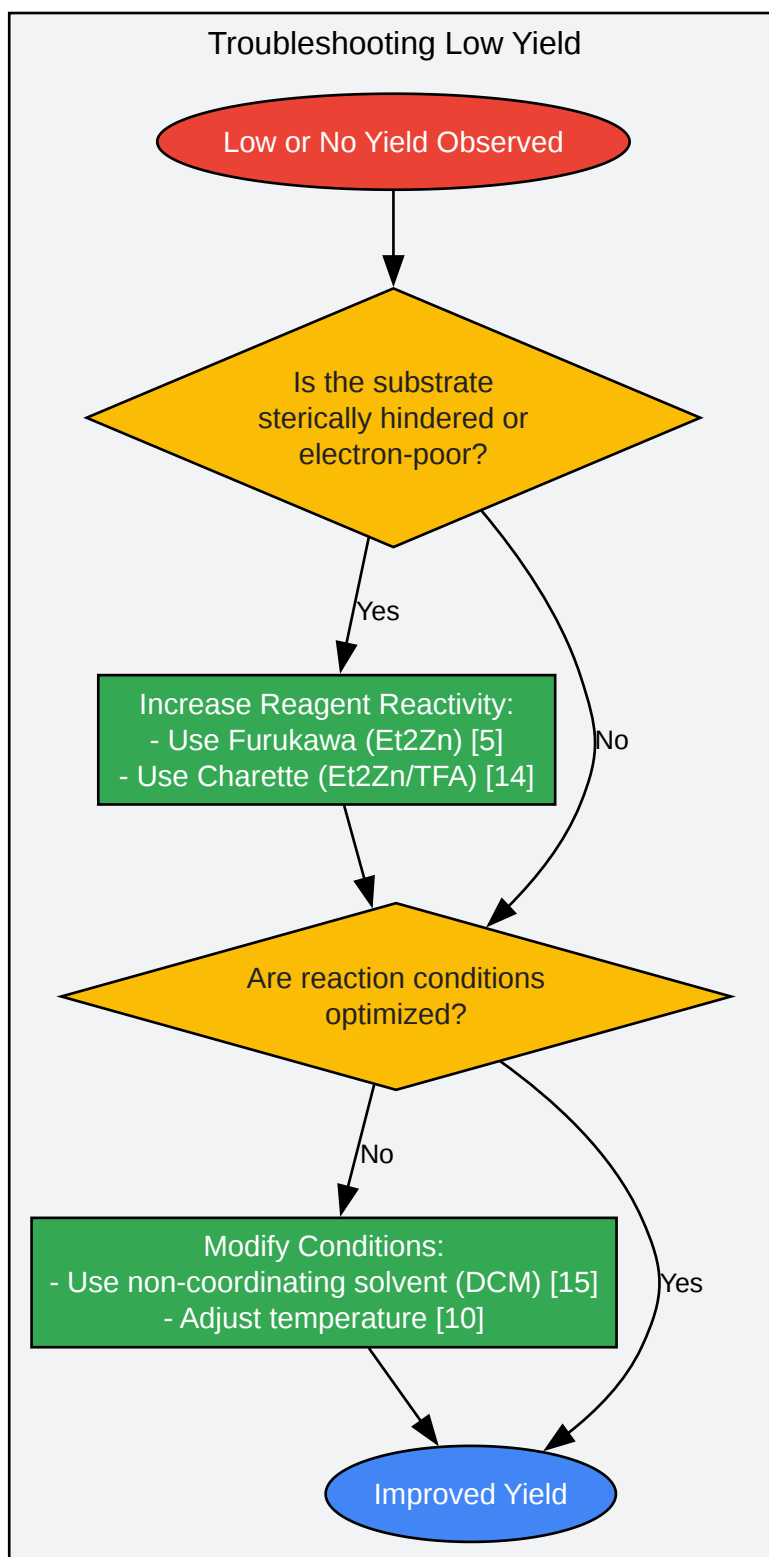 Troubleshooting Low Yield
Low or No Yield Observed
Is the substrate
sterically hindered or
electron-poor?
Yes
Increase Reagent Reactivity:
- Use Furukawa (Et2Zn) [5]
- Use Charette (Et2Zn/TFA) [14]
No
Are reaction conditions
optimized?
No
Modify Conditions:
- Use non-coordinating solvent (DCM) [15]
- Adjust temperature [10]
Yes
Improved Yield